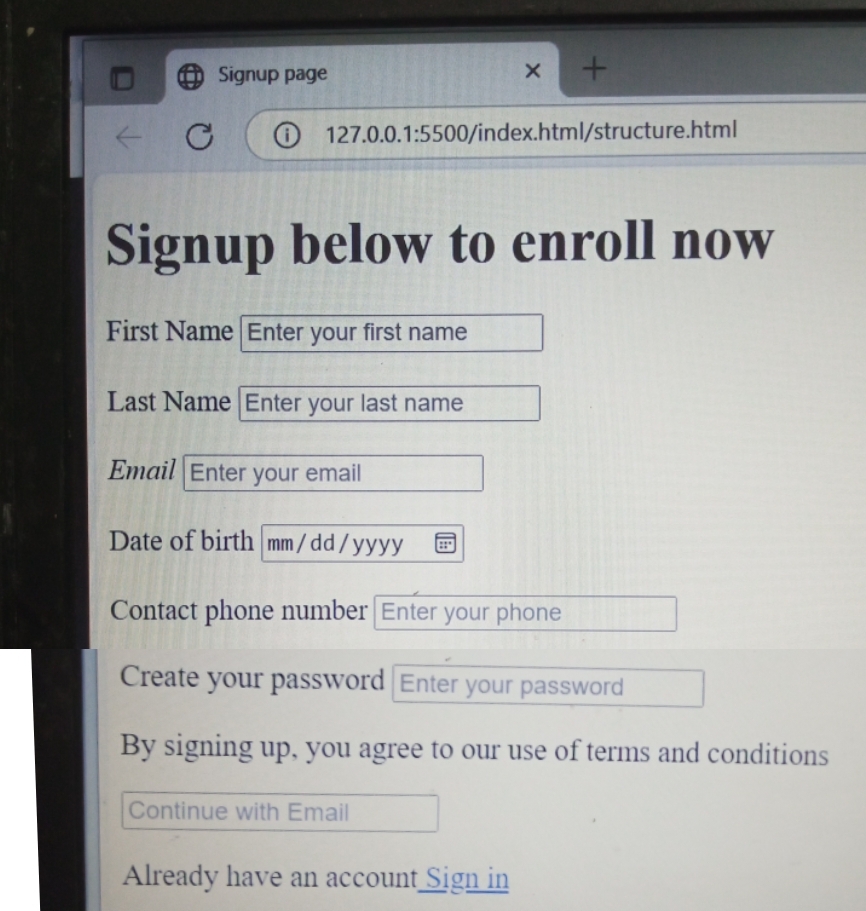 Signup page
127.0.0.1:5500/index.html/structure.html
Signup below to enroll now
First Name Enter your first name
Last Name Enter your last name
Email Enter your email
Date of birth mm/dd/yyyy
Contact phone number Enter your phone
Create your password Enter your password
By signing up, you agree to our use of terms and conditions
Continue with Email
Already have an account Sign in